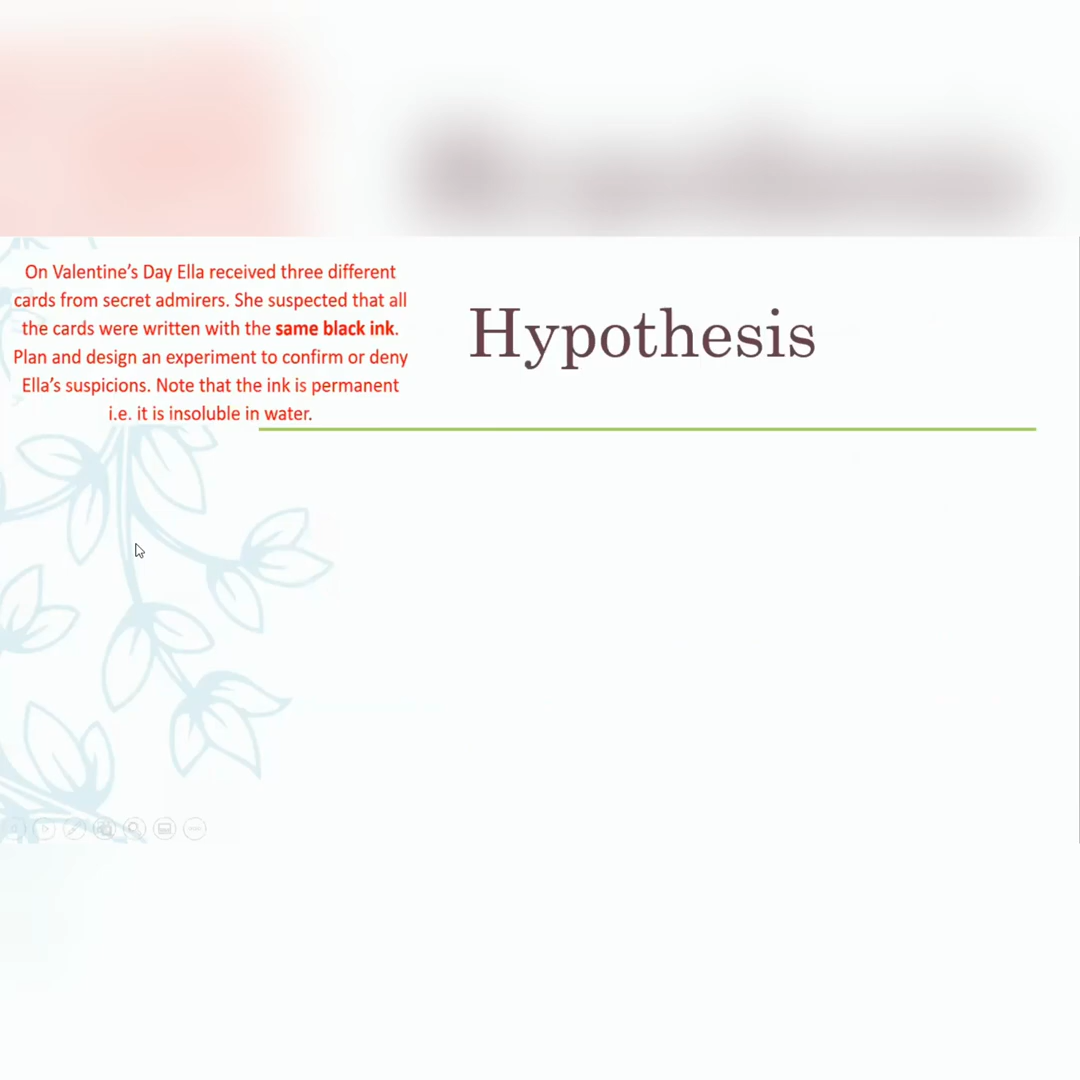 On Valentine's Day Ella received three different
cards from secret admirers. She suspected that all
the cards were written with the same black ink.
Plan and design an experiment to confirm or deny
Ella's suspicions. Note that the ink is permanent
i.e. it is insoluble in water.
Hypothesis